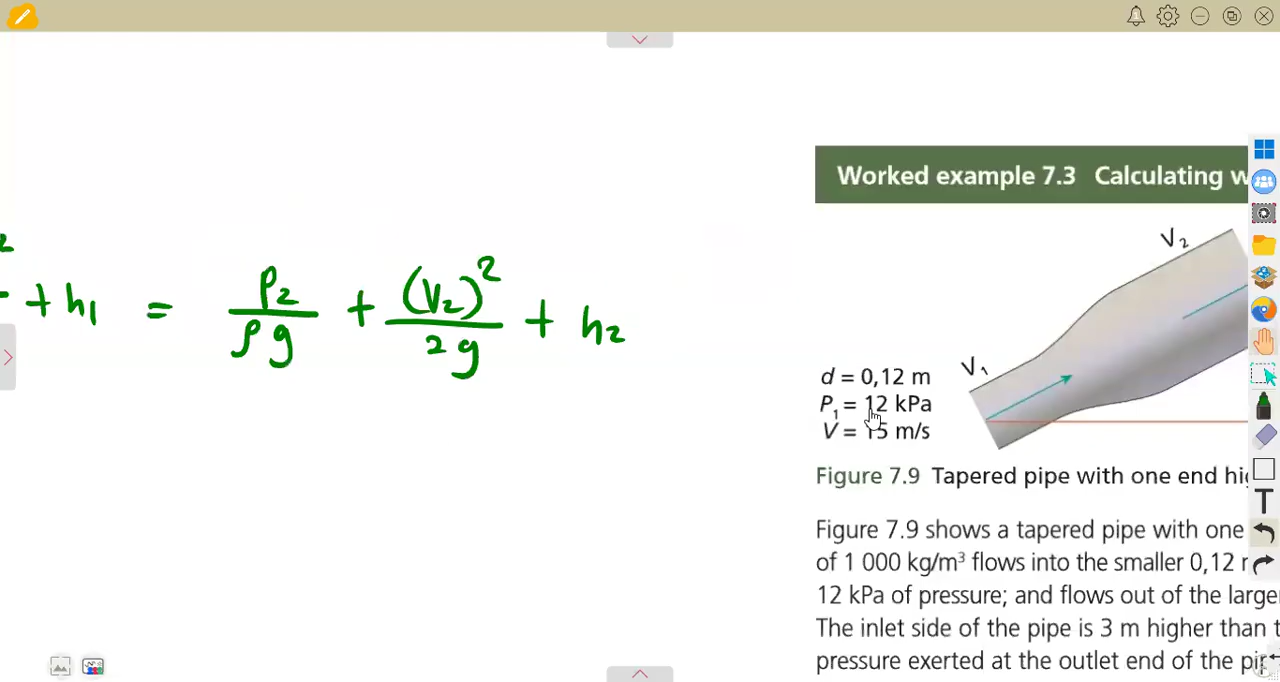 + h₁ = P₂/ρg + (V₂)²/2g + h₂
Worked example 7.3 Calculating
V₂
V₁
d = 0,12 m
P₁ = 12 kPa
V = 15 m/s
Figure 7.9 Tapered pipe with one end
Figure 7.9 shows a tapered pipe with one
of 1 000 kg/m³ flows into the smaller 0,12
12 kPa of pressure; and flows out of the
The inlet side of the pipe is 3 m higher than
pressure exerted at the outlet end of the
T